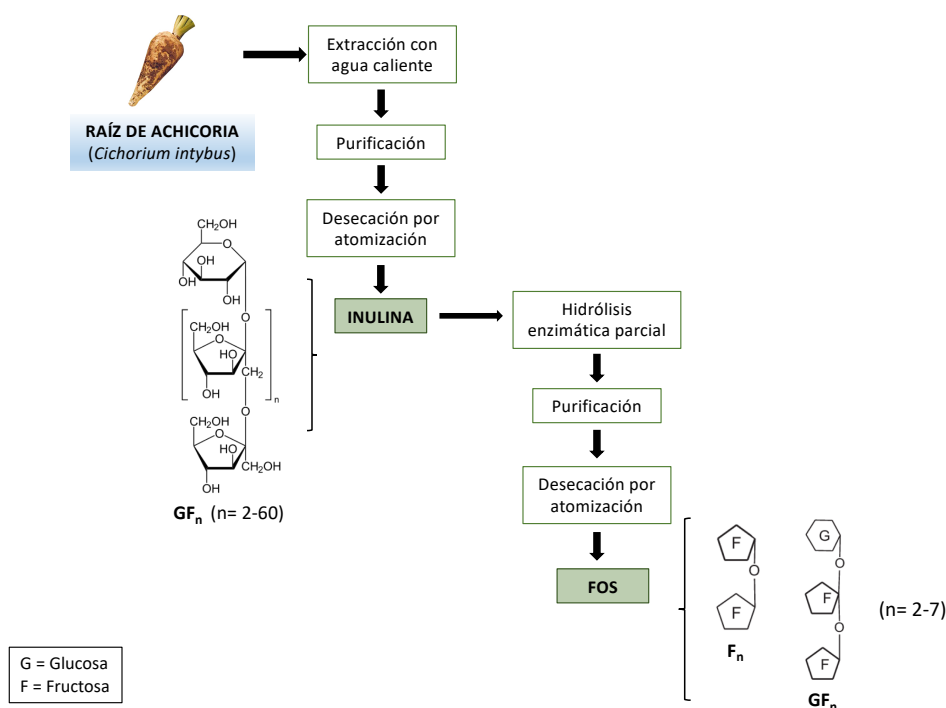 Extracción con
agua caliente
RAÍZ DE ACHICORIA
(Cichorium intybus)
Purificación
Desecación por
atomización
INULINA
Hidrólisis
enzimática parcial
Purificación
Desecación por
atomización
FOS
CH₂OH
O
OH
HO
OH
OH
O
CH₂OH
O
HO
CH₂
OH
n
O
CH₂OH
O
HO
CH₂OH
OH
GFₙ (n= 2-60)
F
O
F
Fₙ
G
O
F
O
F
GFₙ
(n= 2-7)
G = Glucosa
F = Fructosa